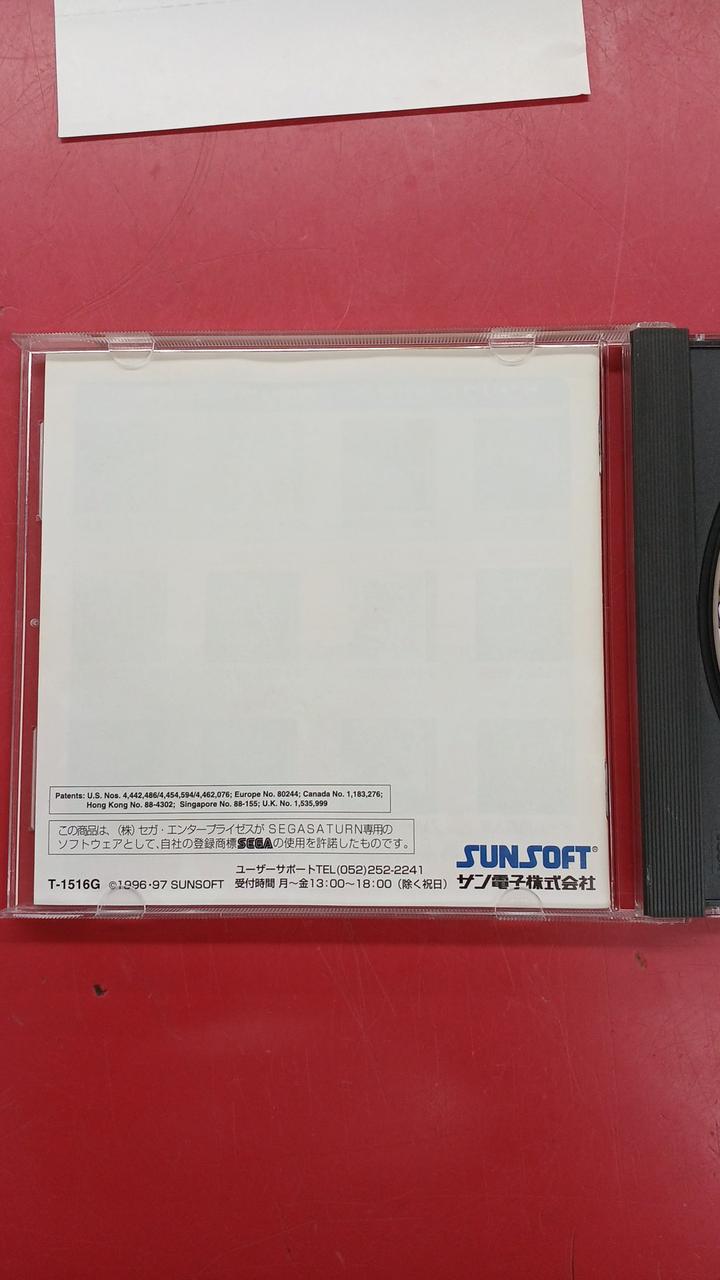 Patents: U.S. Nos. 4,442,486/4,454,594/4,462,076; Europe No. 80244; Canada No. 1,183,276;
Hong Kong No. 88-4302; Singapore No. 88-155; U.K. No. 1,535,999
この商品は、(株)セガ・エンタープライゼスがSEGASATURN専用の
ソフトウェアとして、自社の登録商標SEGAの使用を許諾したものです。
SUNSOFT®
ユーザーサポートTEL(052)252-2241
サン電子株式会社
T-1516G ©1996・97 SUNSOFT 受付時間 月〜金13:00〜18:00(除く祝日)